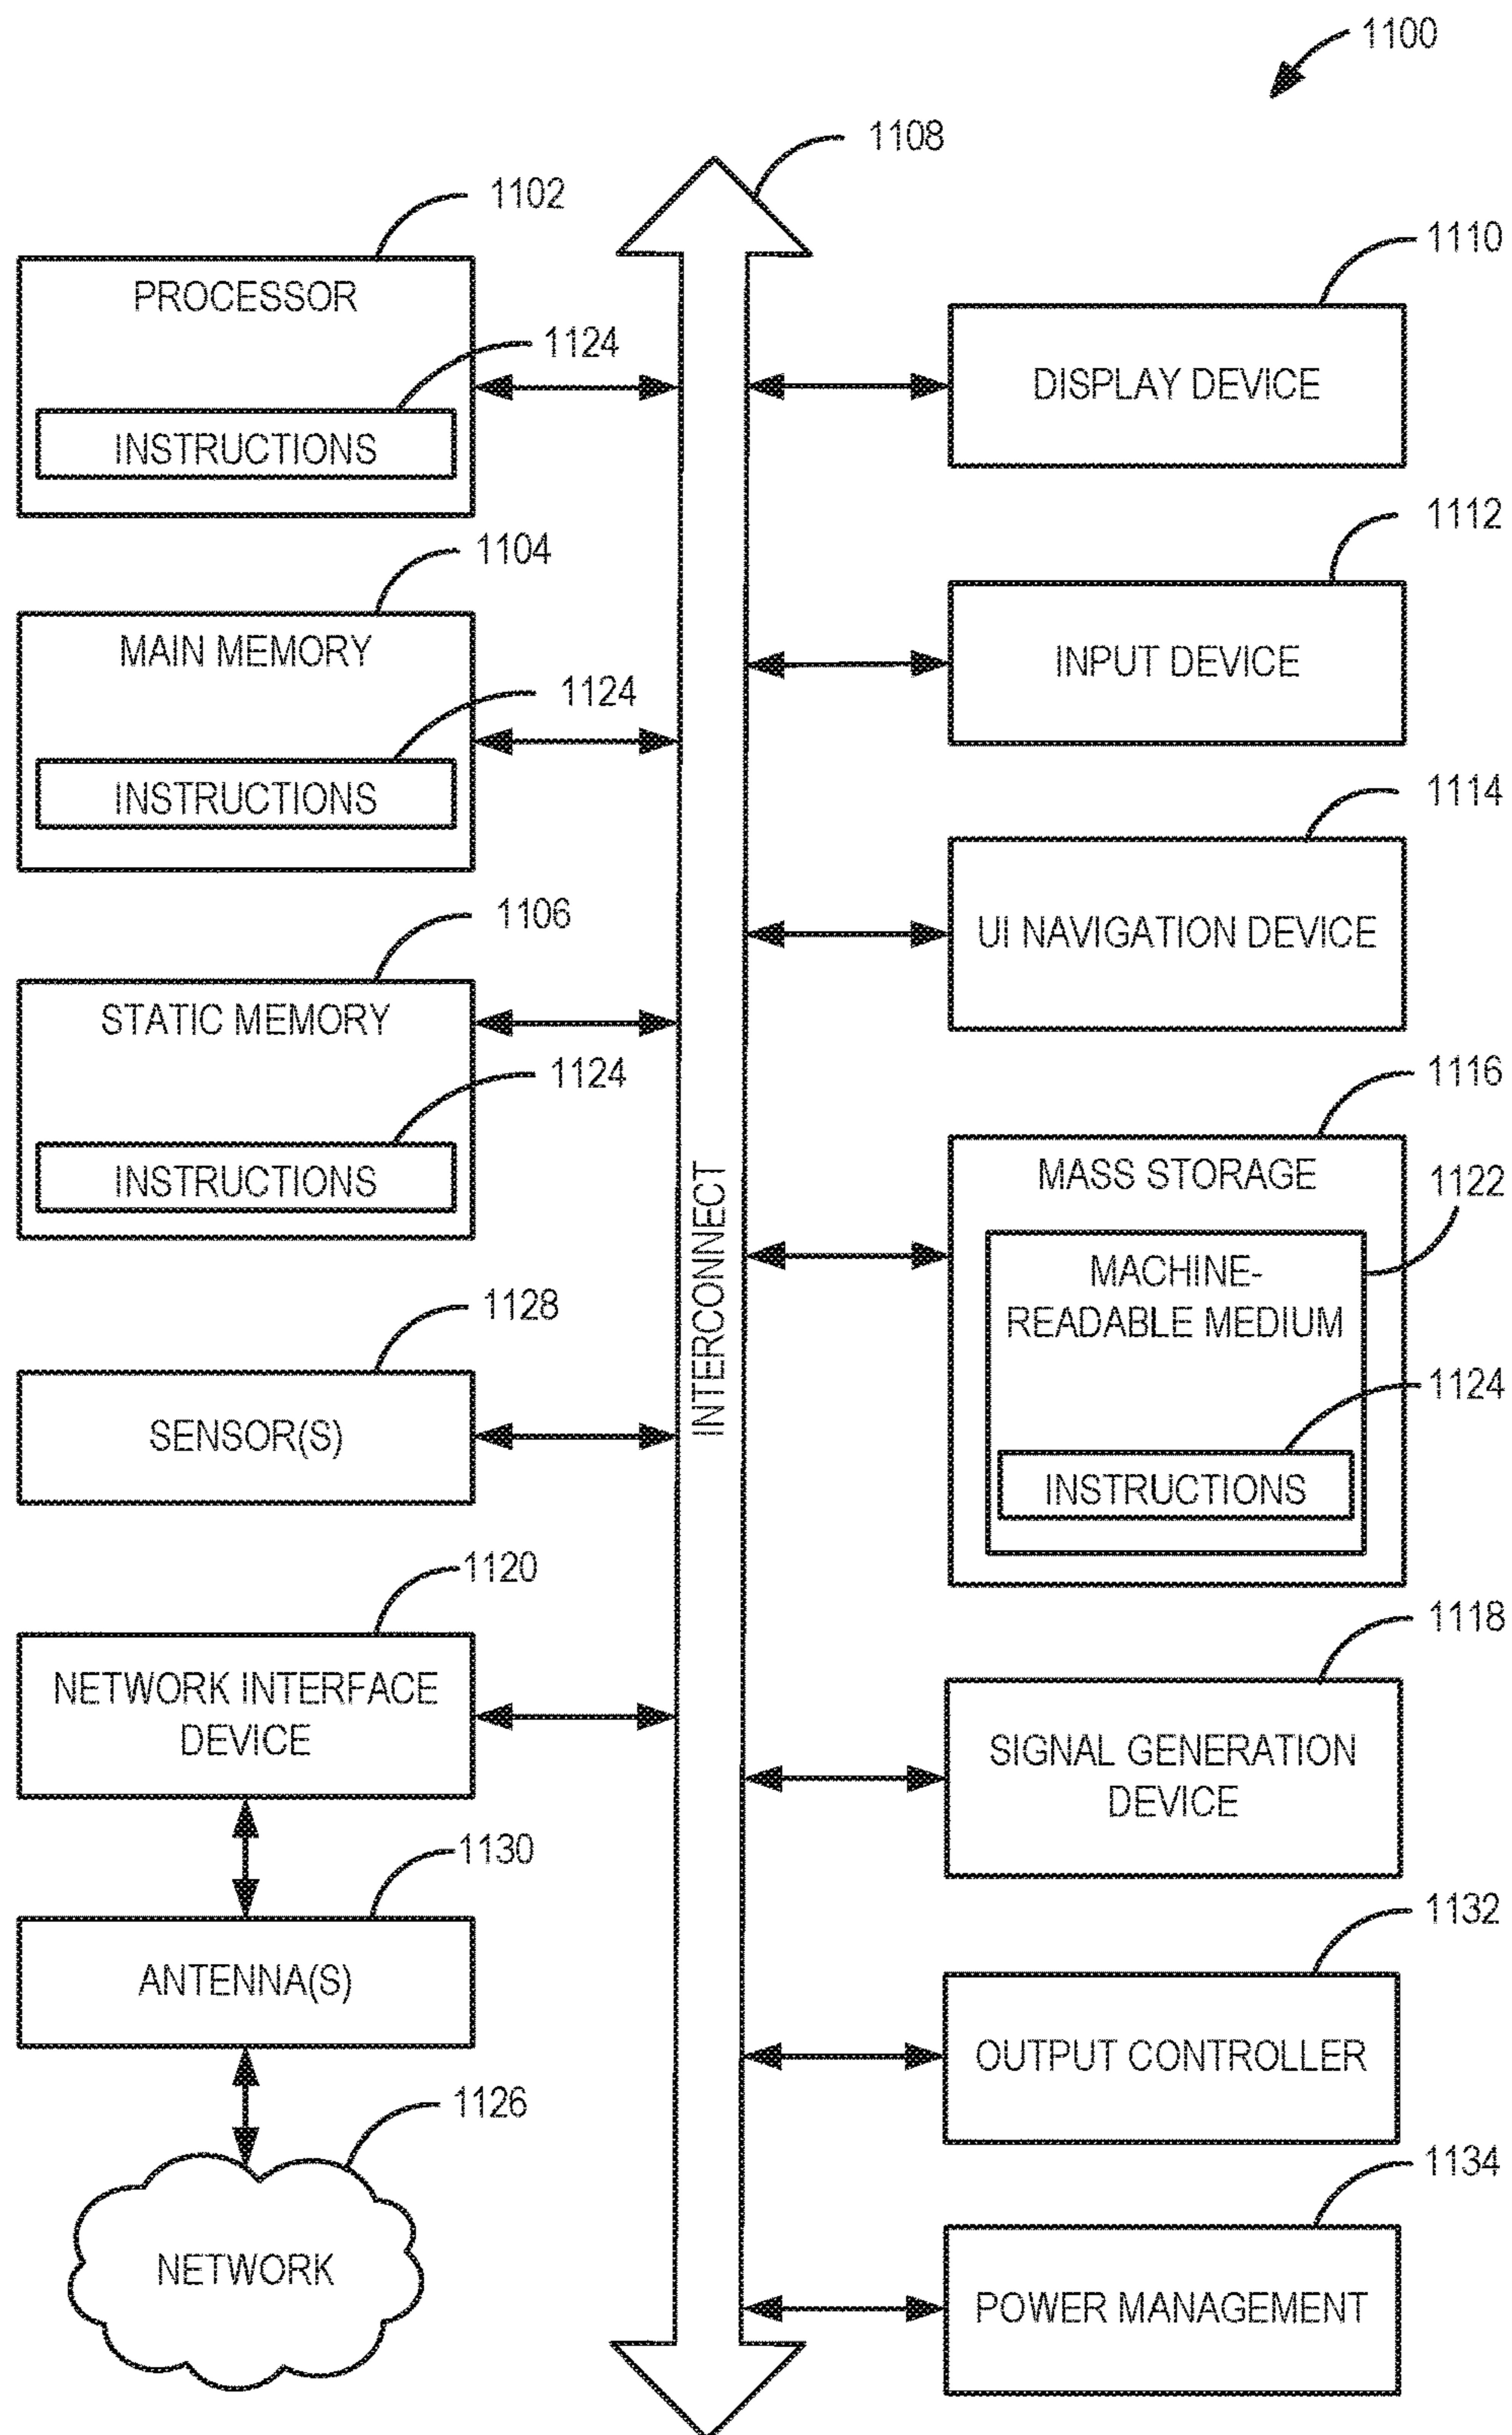 1100
1108
1102
PROCESSOR
1124
INSTRUCTIONS
1104
MAIN MEMORY
1124
INSTRUCTIONS
1106
STATIC MEMORY
1124
INSTRUCTIONS
1128
SENSOR(S)
1120
NETWORK INTERFACE
DEVICE
1130
ANTENNA(S)
1126
NETWORK
INTERCONNECT
1110
DISPLAY DEVICE
1112
INPUT DEVICE
1114
UI NAVIGATION DEVICE
1116
MASS STORAGE
1122
MACHINE-
READABLE MEDIUM
1124
INSTRUCTIONS
1118
SIGNAL GENERATION
DEVICE
1132
OUTPUT CONTROLLER
1134
POWER MANAGEMENT